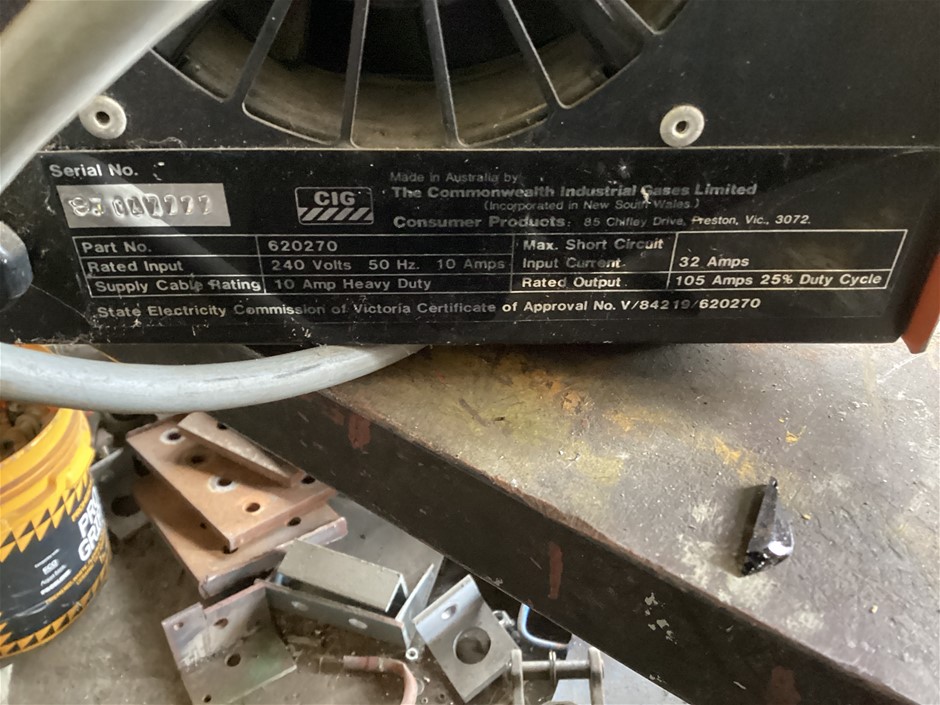 Serial No.
CIG
Made in Australia by
The Commonwealth Industrial Gases Limited
(Incorporated in New South Wales)
Consumer Products: 85 Chifley Drive, Preston, Vic., 3072.
Part No. 620270
Rated Input 240 Volts 50 Hz. 10 Amps
Supply Cable Rating 10 Amp Heavy Duty
Max. Short Circuit
Input Current 32 Amps
Rated Output 105 Amps 25% Duty Cycle
State Electricity Commission of Victoria Certificate of Approval No. V/84219/620270